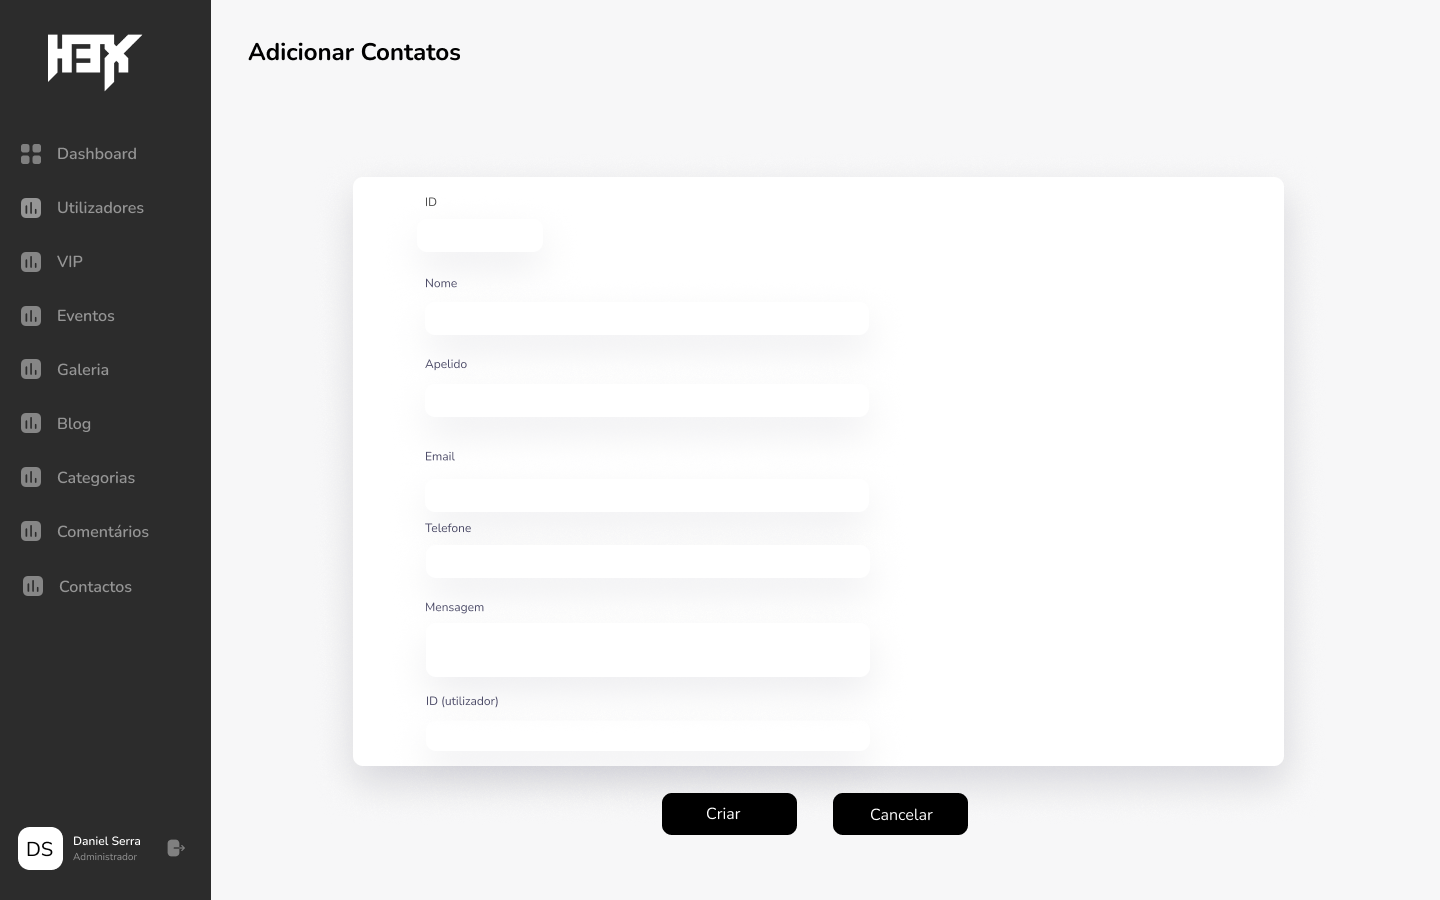 HEX
Adicionar Contatos
Dashboard
Utilizadores
VIP
Eventos
Galeria
Blog
Categorias
Comentários
Contactos
ID
Nome
Apelido
Email
Telefone
Mensagem
ID (utilizador)
Criar
Cancelar
DS
Daniel Serra
Administrador